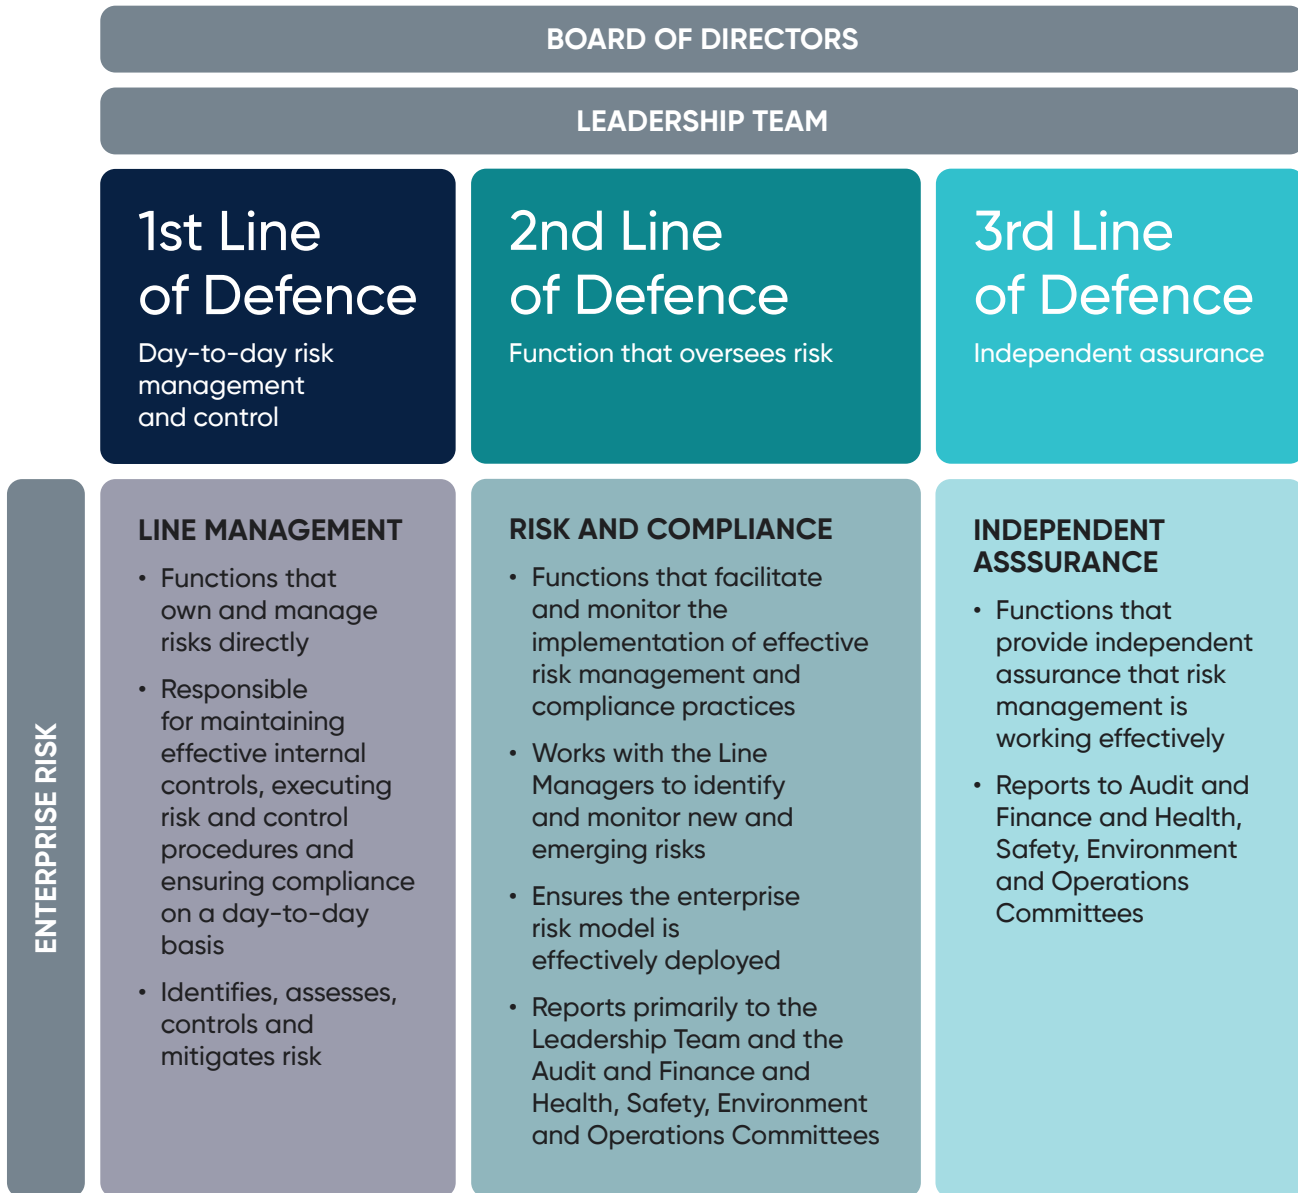 BOARD OF DIRECTORS
LEADERSHIP TEAM
1st Line
of Defence
Day-to-day risk
management
and control
2nd Line
of Defence
Function that oversees risk
3rd Line
of Defence
Independent assurance
ENTERPRISE RISK
LINE MANAGEMENT
• Functions that
own and manage
risks directly
• Responsible
for maintaining
effective internal
controls, executing
risk and control
procedures and
ensuring compliance
on a day-to-day
basis
• Identifies, assesses,
controls and
mitigates risk
RISK AND COMPLIANCE
• Functions that facilitate
and monitor the
implementation of effective
risk management and
compliance practices
• Works with the Line
Managers to identify
and monitor new and
emerging risks
• Ensures the enterprise
risk model is
effectively deployed
• Reports primarily to the
Leadership Team and the
Audit and Finance and
Health, Safety, Environment
and Operations Committees
INDEPENDENT
ASSSURANCE
• Functions that
provide independent
assurance that risk
management is
working effectively
• Reports to Audit and
Finance and Health,
Safety, Environment
and Operations
Committees